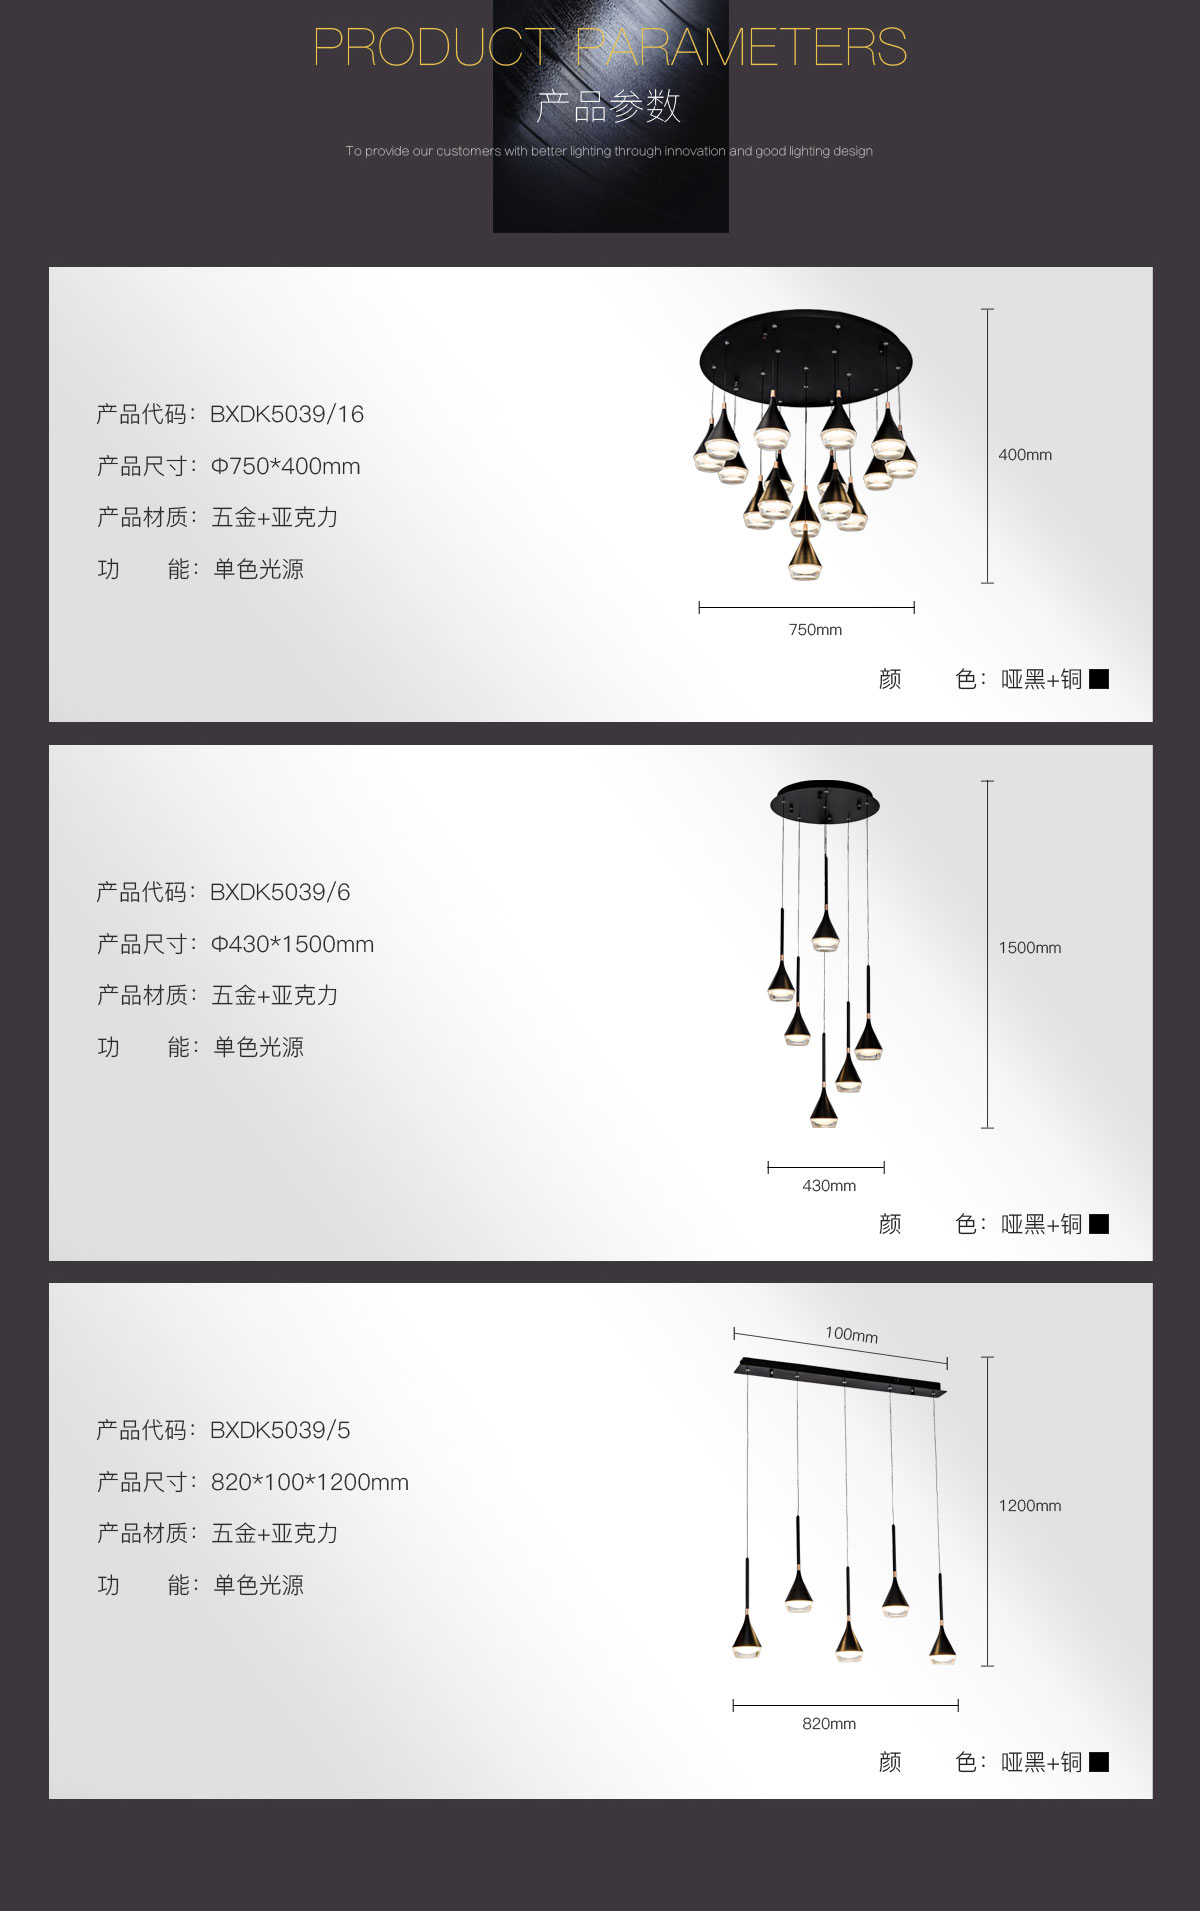 PRODUCT PARAMETERS
产品参数
To provide our customers with better lighting through innovation and good lighting design
产品代码：BXDK5039/16
产品尺寸：Φ750*400mm
产品材质：五金+亚克力
功 能：单色光源
400mm
750mm
颜 色：哑黑+铜
产品代码：BXDK5039/6
产品尺寸：Φ430*1500mm
产品材质：五金+亚克力
功 能：单色光源
1500mm
430mm
颜 色：哑黑+铜
100mm
产品代码：BXDK5039/5
产品尺寸：820*100*1200mm
产品材质：五金+亚克力
功 能：单色光源
1200mm
820mm
颜 色：哑黑+铜